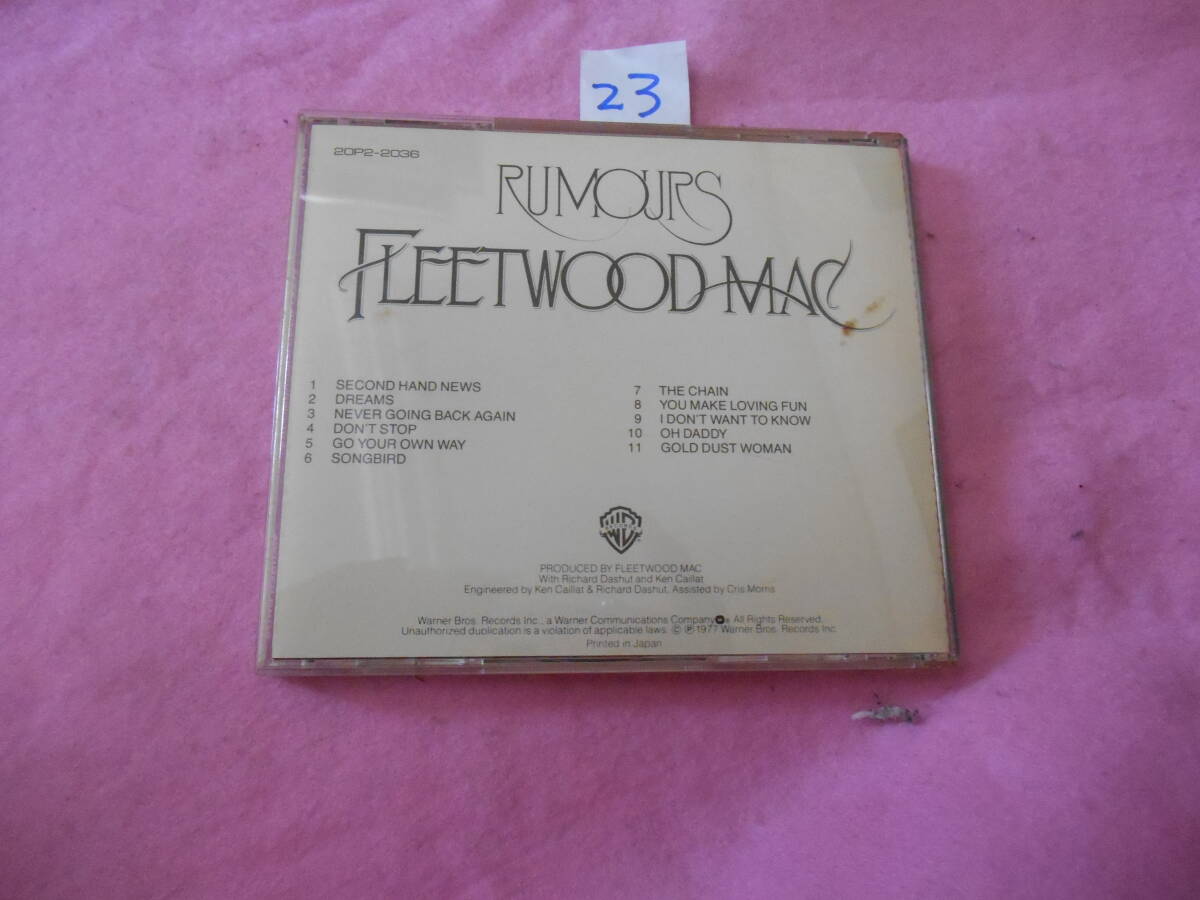 23
20P2-2036
RUMOURS
FLEETWOOD MAC
1 SECOND HAND NEWS
2 DREAMS
3 NEVER GOING BACK AGAIN
4 DON'T STOP
5 GO YOUR OWN WAY
6 SONGBIRD
7 THE CHAIN
8 YOU MAKE LOVING FUN
9 I DON'T WANT TO KNOW
10 OH DADDY
11 GOLD DUST WOMAN
WB
RECORDS
PRODUCED BY FLEETWOOD MAC
With Richard Dashut and Ken Caillat
Engineered by Ken Caillat & Richard Dashut, Assisted by Cris Morris
Warner Bros. Records Inc., a Warner Communications Company All Rights Reserved.
Unauthorized duplication is a violation of applicable laws. © ℗ 1977 Warner Bros. Records Inc.
Printed in Japan